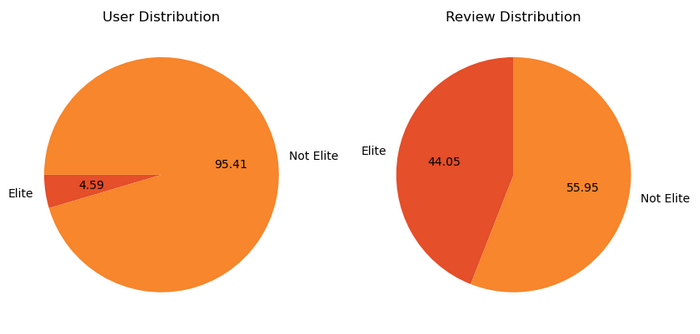 User Distribution
Not Elite
95.41
4.59
Elite
Review Distribution
Elite
44.05
55.95
Not Elite